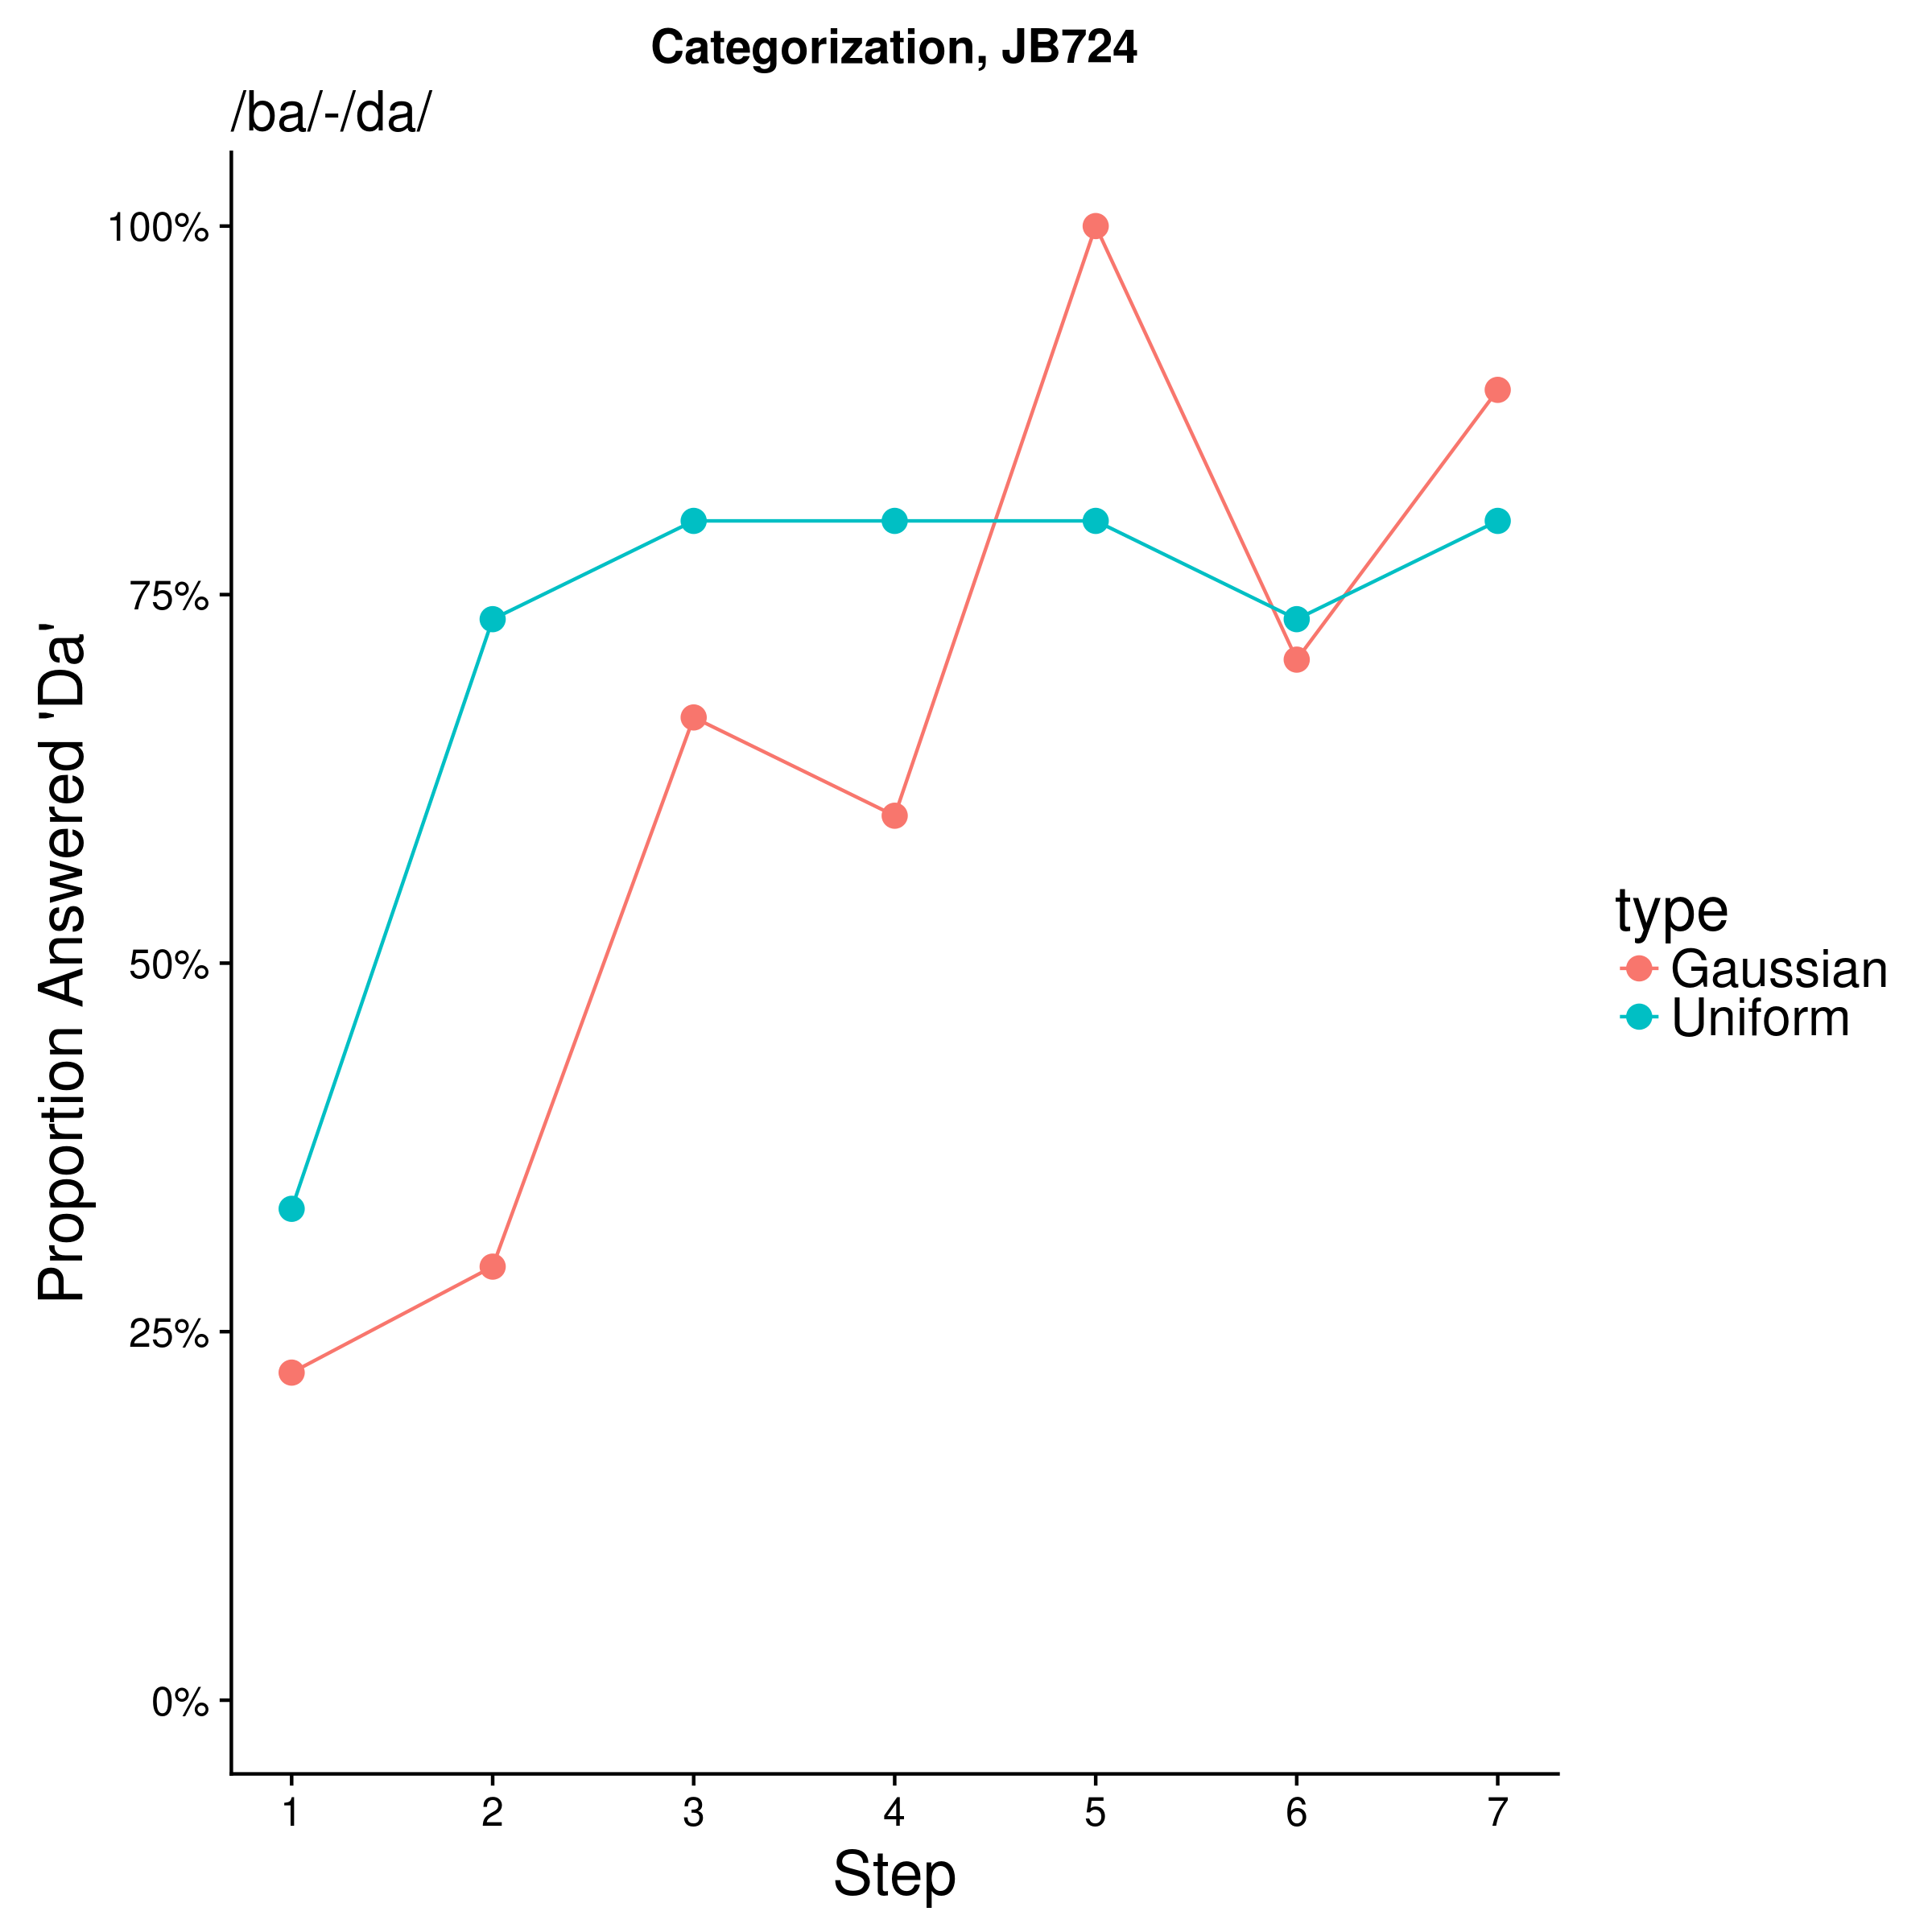 Categorization, JB724
/ba/-/da/
Proportion Answered 'Da'
100%
75%
50%
25%
0%
1 2 3 4 5 6 7
Step
type
Gaussian
Uniform